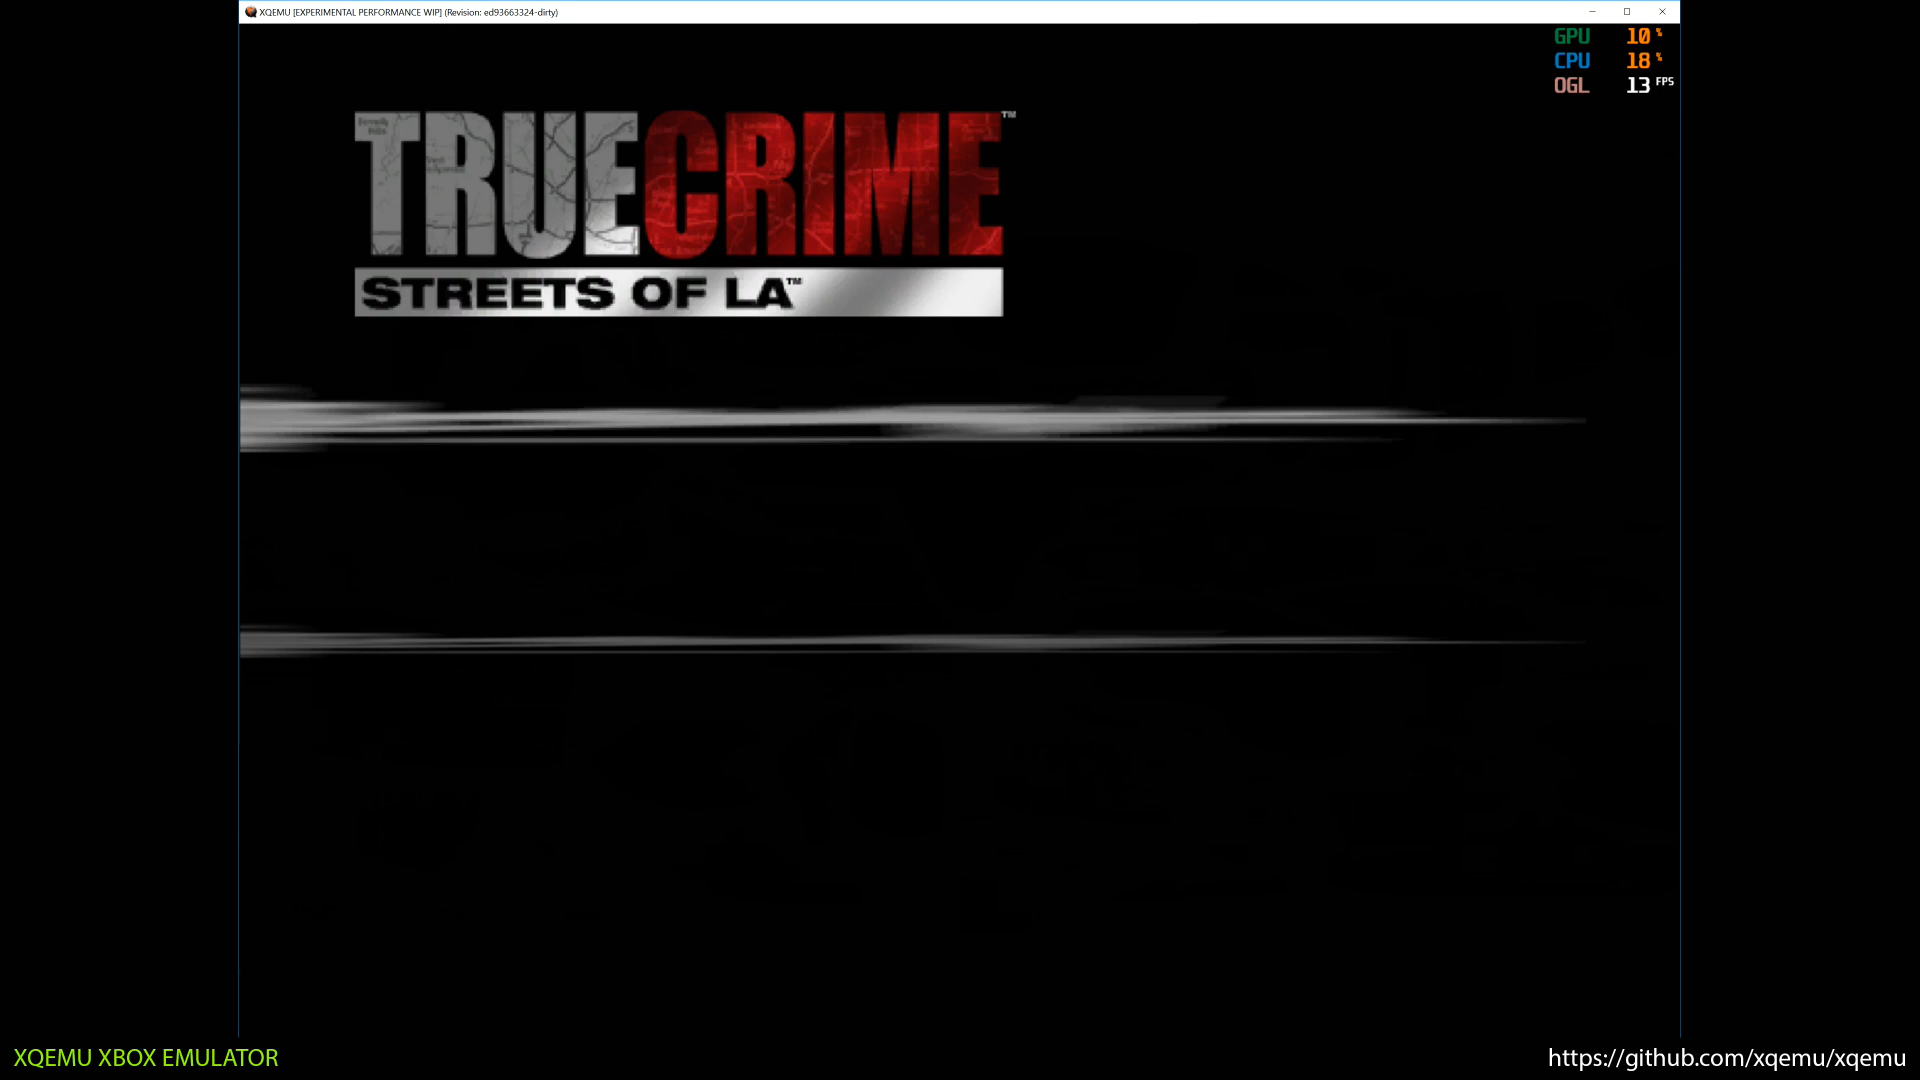 XQEMU [EXPERIMENTAL PERFORMANCE WIP] (Revision: ed93663324-dirty)
GPU 10 %
CPU 18 %
OGL 13 FPS
TRUECRIME™
STREETS OF LA™
XQEMU XBOX EMULATOR
https://github.com/xqemu/xqemu